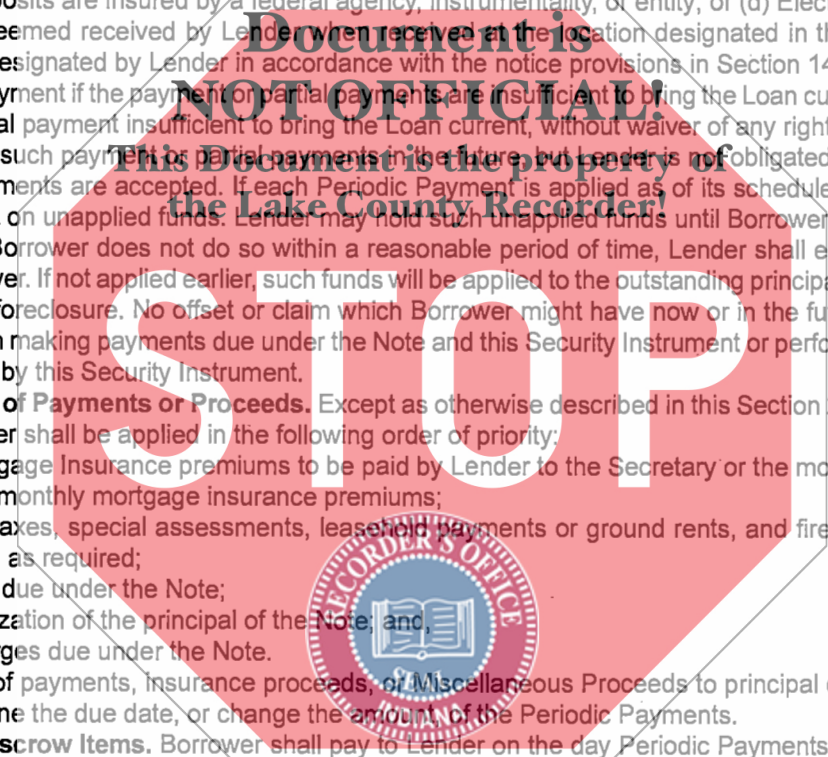 osits are insured by a federal agency, instrumentality, or entity, or (d) Elec
Document is
eemed received by Lender when received at the location designated in th
esignated by Lender in accordance with the notice provisions in Section 14
NOT OFFICIAL!
yment if the payment or partial payments are insufficient to bring the Loan cu
al payment insufficient to bring the Loan current, without waiver of any right
This Document is the property of
such payment or partial payments in the future, but Lender is not obligated
ments are accepted. If each Periodic Payment is applied as of its schedule
the Lake County Recorder!
on unapplied funds. Lender may hold such unapplied funds until Borrower
Borrower does not do so within a reasonable period of time, Lender shall e
ver. If not applied earlier, such funds will be applied to the outstanding principa
foreclosure. No offset or claim which Borrower might have now or in the fu
making payments due under the Note and this Security Instrument or perfo
by this Security Instrument.
STOP
of Payments or Proceeds. Except as otherwise described in this Section
er shall be applied in the following order of priority:
gage Insurance premiums to be paid by Lender to the Secretary or the mo
monthly mortgage insurance premiums;
axes, special assessments, leasehold payments or ground rents, and fire
as required;
due under the Note;
zation of the principal of the Note; and,
ges due under the Note.
RECORDER'S OFFICE
SEAL
INDIANA
of payments, insurance proceeds, or Miscellaneous Proceeds to principal
ne the due date, or change the amount, of the Periodic Payments.
scrow Items. Borrower shall pay to Lender on the day Periodic Payments